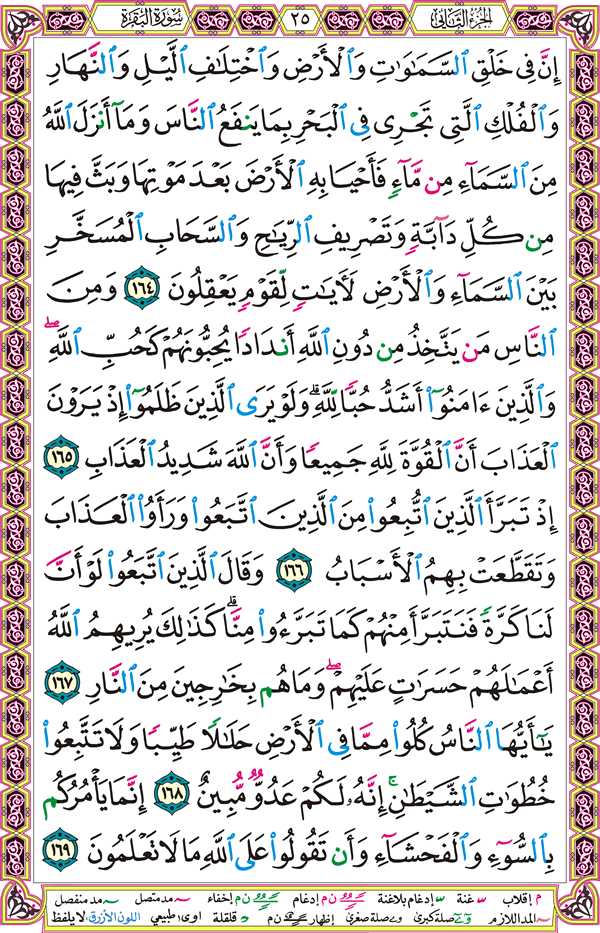 الجزء الثاني ٢٥ سورة البقرة
إِنَّ فِي خَلْقِ ٱلسَّمَٰوَٰتِ وَٱلْأَرْضِ وَٱخْتِلَٰفِ ٱلَّيْلِ وَٱلنَّهَارِ
وَٱلْفُلْكِ ٱلَّتِي تَجْرِي فِي ٱلْبَحْرِ بِمَا يَنفَعُ ٱلنَّاسَ وَمَآ أَنزَلَ ٱللَّهُ
مِنَ ٱلسَّمَآءِ مِن مَّآءٍ فَأَحْيَا بِهِ ٱلْأَرْضَ بَعْدَ مَوْتِهَا وَبَثَّ فِيهَا
مِن كُلِّ دَآبَّةٍ وَتَصْرِيفِ ٱلرِّيَٰحِ وَٱلسَّحَابِ ٱلْمُسَخَّرِ
بَيْنَ ٱلسَّمَآءِ وَٱلْأَرْضِ لَأَيَٰتٍ لِّقَوْمٍ يَعْقِلُونَ ١٦٤ وَمِنَ
ٱلنَّاسِ مَن يَتَّخِذُ مِن دُونِ ٱللَّهِ أَندَادًا يُحِبُّونَهُمْ كَحُبِّ ٱللَّهِۖ
وَٱلَّذِينَ ءَامَنُوٓا۟ أَشَدُّ حُبًّا لِّلَّهِۗ وَلَوْ يَرَى ٱلَّذِينَ ظَلَمُوٓا۟ إِذْ يَرَوْنَ
ٱلْعَذَابَ أَنَّ ٱلْقُوَّةَ لِلَّهِ جَمِيعًا وَأَنَّ ٱللَّهَ شَدِيدُ ٱلْعَذَابِ ١٦٥
إِذْ تَبَرَّأَ ٱلَّذِينَ ٱتُّبِعُوا۟ مِنَ ٱلَّذِينَ ٱتَّبَعُوا۟ وَرَأَوُا۟ ٱلْعَذَابَ
وَتَقَطَّعَتْ بِهِمُ ٱلْأَسْبَابُ ١٦٦ وَقَالَ ٱلَّذِينَ ٱتَّبَعُوا۟ لَوْ أَنَّ
لَنَا كَرَّةً فَنَتَبَرَّأَ مِنْهُمْ كَمَا تَبَرَّءُوا۟ مِنَّاۗ كَذَٰلِكَ يُرِيهِمُ ٱللَّهُ
أَعْمَٰلَهُمْ حَسَرَٰتٍ عَلَيْهِمْۖ وَمَا هُم بِخَٰرِجِينَ مِنَ ٱلنَّارِ ١٦٧
يَٰٓأَيُّهَا ٱلنَّاسُ كُلُوا۟ مِمَّا فِي ٱلْأَرْضِ حَلَٰلًا طَيِّبًا وَلَا تَتَّبِعُوا۟
خُطُوَٰتِ ٱلشَّيْطَٰنِۚ إِنَّهُۥ لَكُمْ عَدُوٌّ مُّبِينٌ ١٦٨ إِنَّمَا يَأْمُرُكُم
بِٱلسُّوٓءِ وَٱلْفَحْشَآءِ وَأَن تَقُولُوا۟ عَلَى ٱللَّهِ مَا لَا تَعْلَمُونَ ١٦٩
م إقلاب غنة إدغام بلاغنة ن م إدغام ن م إخفاء مد متصل مد منفصل
المد اللازم صلة كبرى صلة صغرى إظهار ن م قلقلة اوى: طبيعي اللون الأزرق: لا يلفظ